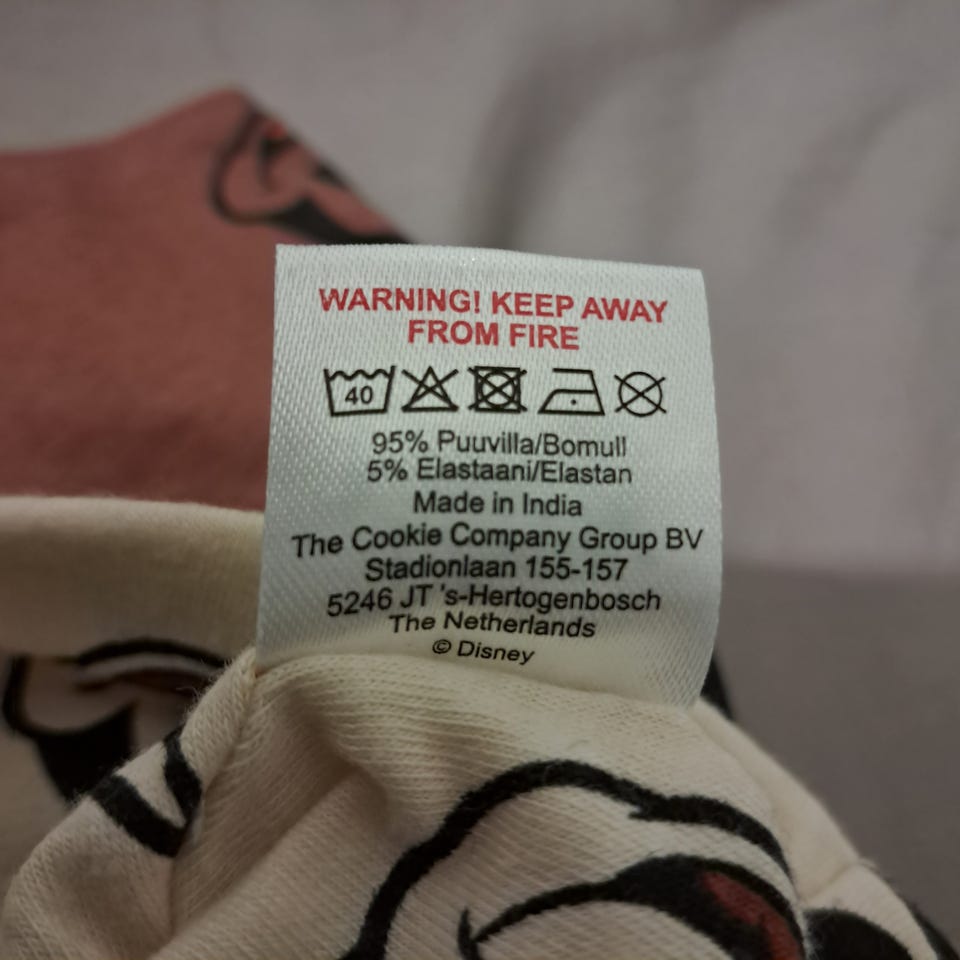 WARNING! KEEP AWAY
FROM FIRE
40
95% Puuvilla/Bomull
5% Elastaani/Elastan
Made in India
The Cookie Company Group BV
Stadionlaan 155-157
5246 JT 's-Hertogenbosch
The Netherlands
© Disney